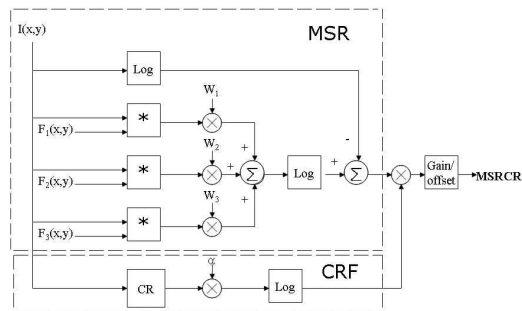 I(x,y)
MSR
Log
W1
F1(x,y)
*
+
-
W2
F2(x,y)
*
+
Σ
Log
+
Σ
Gain/
offset
MSRCR
W3
+
F3(x,y)
*
α
CRF
CR
Log